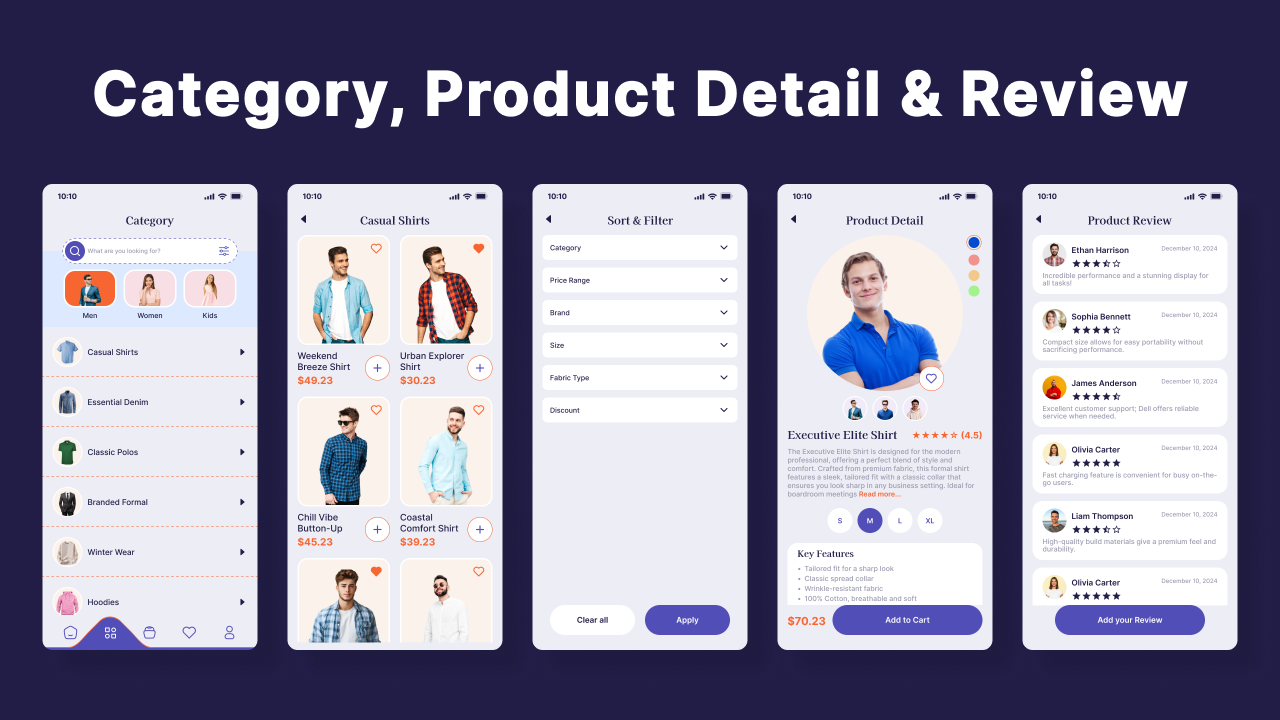 Category, Product Detail & Review
10:10
Category
What are you looking for?
Men
Women
Kids
Casual Shirts
Essential Denim
Classic Polos
Branded Formal
Winter Wear
Hoodies
10:10
Casual Shirts
Weekend
Breeze Shirt
$49.23
Urban Explorer
Shirt
$30.23
Chill Vibe
Button-Up
$45.23
Coastal
Comfort Shirt
$39.23
10:10
Sort & Filter
Category
Price Range
Brand
Size
Fabric Type
Discount
Clear all
Apply
10:10
Product Detail
Executive Elite Shirt
(4.5)
The Executive Elite Shirt is designed for the modern
professional, offering a perfect blend of style and
comfort. Crafted from premium fabric, this formal shirt
features a sleek, tailored fit with a classic collar that
ensures you look sharp in any business setting. Ideal for
boardroom meetings Read more...
S
M
L
XL
Key Features
• Tailored fit for a sharp look
• Classic spread collar
• Wrinkle-resistant fabric
• 100% Cotton, breathable and soft
$70.23
Add to Cart
10:10
Product Review
Ethan Harrison
December 10, 2024
Incredible performance and a stunning display for
all tasks!
Sophia Bennett
December 10, 2024
Compact size allows for easy portability without
sacrificing performance.
James Anderson
December 10, 2024
Excellent customer support; Dell offers reliable
service when needed.
Olivia Carter
December 10, 2024
Fast charging feature is convenient for busy on-the-
go users.
Liam Thompson
December 10, 2024
High-quality build materials give a premium feel and
durability.
Olivia Carter
December 10, 2024
Add your Review